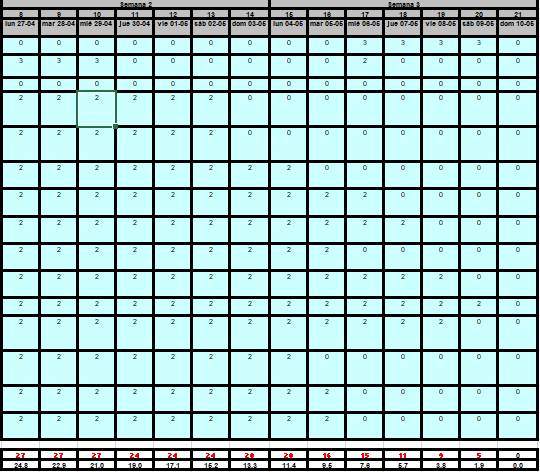 Semana 2 Semana 3
8 9 10 11 12 13 14 15 16 17 18 19 20 21
lun 27-04 mar 28-04 mié 29-04 jue 30-04 vie 01-05 sáb 02-05 dom 03-05 lun 04-05 mar 05-05 mié 06-05 jue 07-05 vie 08-05 sáb 09-05 dom 10-05
0 0 0 0 0 0 0 0 0 3 3 3 3 0
3 3 3 0 0 0 0 0 0 2 0 0 0 0
0 0 0 0 0 0 0 0 0 0 0 0 0 0
2 2 2 2 2 2 0 0 0 0 0 0 0 0
2 2 2 2 2 2 0 0 0 0 0 0 0 0
2 2 2 2 2 2 2 2 0 0 0 0 0 0
2 2 2 2 2 2 2 2 2 2 0 0 0 0
2 2 2 2 2 2 2 2 2 2 2 0 0 0
2 2 2 2 2 2 2 2 2 0 0 0 0 0
2 2 2 2 2 2 2 2 2 2 2 2 0 0
2 2 2 2 2 2 2 2 2 2 2 2 2 0
2 2 2 2 2 2 2 2 2 2 2 2 0 0
2 2 2 2 2 2 2 2 0 0 0 0 0 0
2 2 2 2 2 2 2 2 2 0 0 0 0 0
2 2 2 2 2 2 2 2 2 0 0 0 0 0
27 27 27 24 24 24 20 20 16 15 11 9 5 0
24.8 22.9 21.0 19.0 17.1 15.2 13.3 11.4 9.5 7.6 5.7 3.8 1.9 0.0